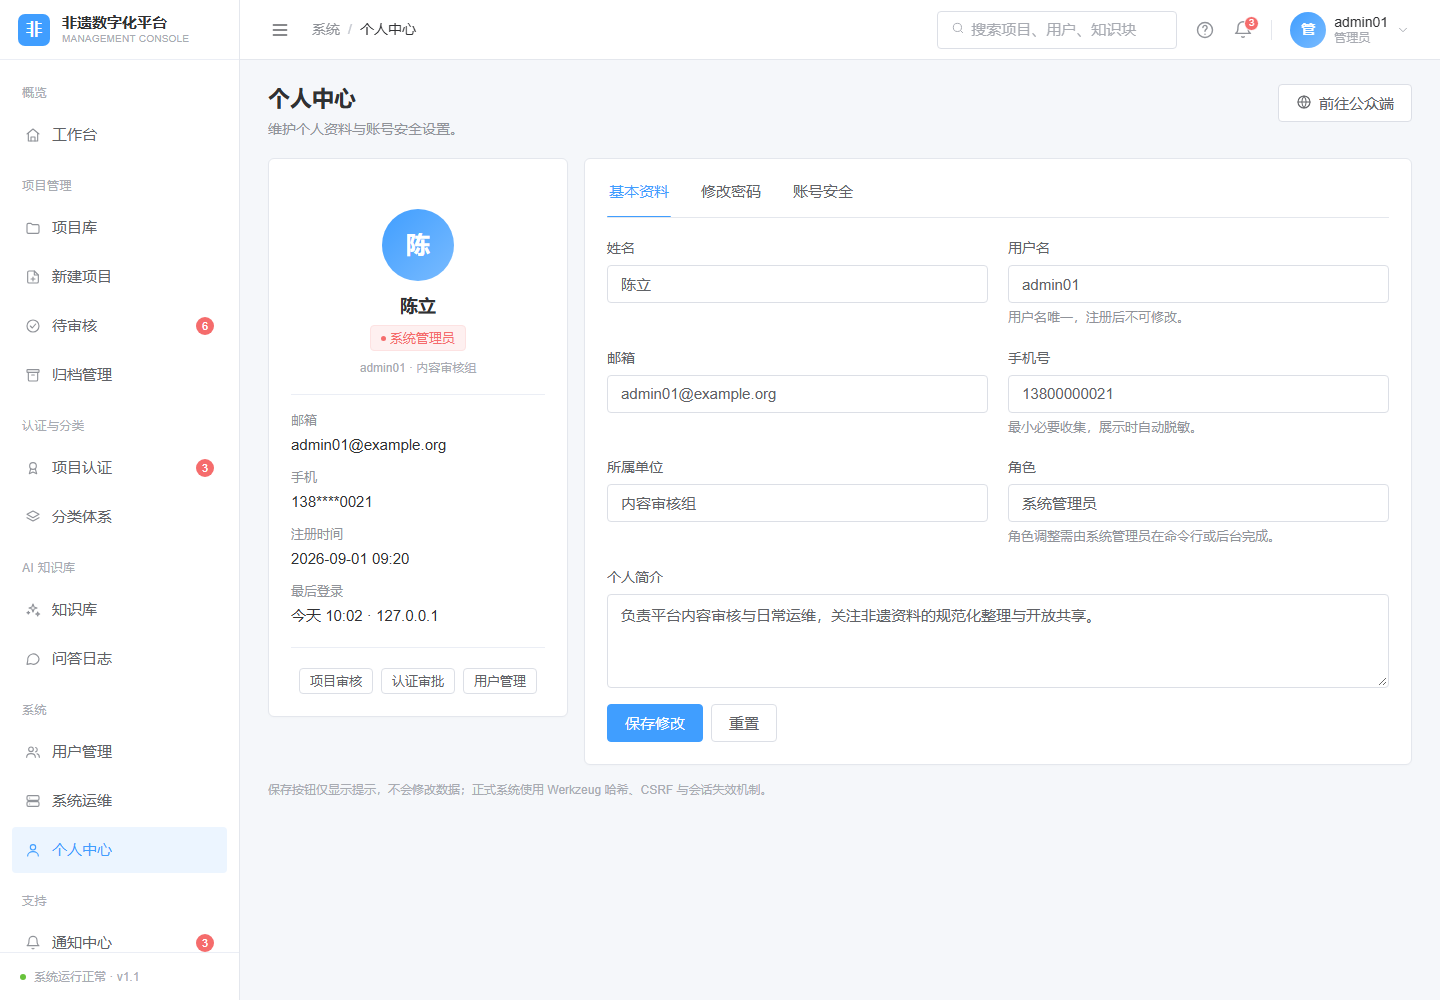 非
非遗数字化平台
MANAGEMENT CONSOLE
概览
工作台
项目管理
项目库
新建项目
待审核 6
归档管理
认证与分类
项目认证 3
分类体系
AI 知识库
知识库
问答日志
系统
用户管理
系统运维
个人中心
支持
通知中心 3
系统运行正常 · v1.1
系统 / 个人中心
搜索项目、用户、知识块
3
管
admin01
管理员
个人中心
维护个人资料与账号安全设置。
前往公众端
陈
陈立
系统管理员
admin01 · 内容审核组
邮箱
admin01@example.org
手机
138****0021
注册时间
2026-09-01 09:20
最后登录
今天 10:02 · 127.0.0.1
项目审核 认证审批 用户管理
基本资料 修改密码 账号安全
姓名
陈立
用户名
admin01
用户名唯一，注册后不可修改。
邮箱
admin01@example.org
手机号
13800000021
最小必要收集，展示时自动脱敏。
所属单位
内容审核组
角色
系统管理员
角色调整需由系统管理员在命令行或后台完成。
个人简介
负责平台内容审核与日常运维，关注非遗资料的规范化整理与开放共享。
保存修改 重置
保存按钮仅显示提示，不会修改数据；正式系统使用 Werkzeug 哈希、CSRF 与会话失效机制。